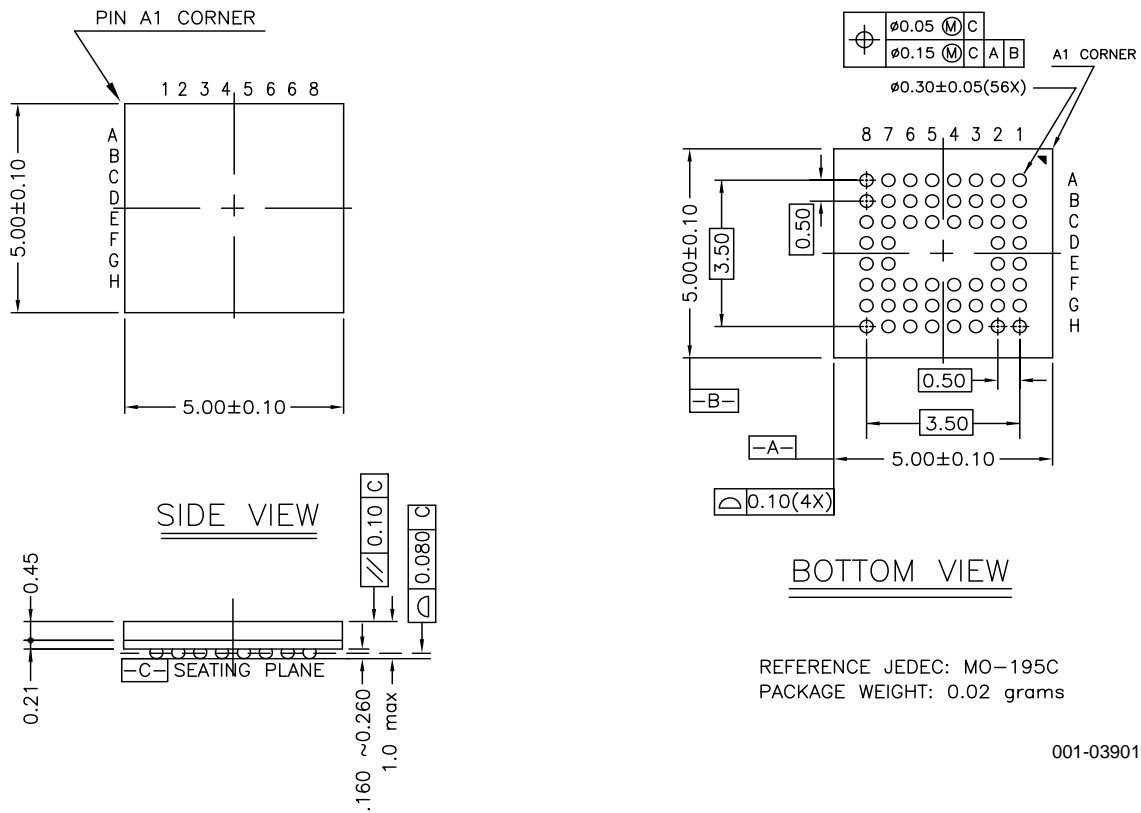 PIN A1 CORNER
1 2 3 4 5 6 6 8
A
B
C
D
E
F
G
H
5.00±0.10
5.00±0.10
ø0.05 Ⓜ C
ø0.15 Ⓜ C A B
A1 CORNER
ø0.30±0.05(56X)
8 7 6 5 4 3 2 1
A
B
C
D
E
F
G
H
5.00±0.10
3.50
0.50
0.50
3.50
5.00±0.10
-B-
-A-
0.10(4X)
SIDE VIEW
0.45
0.21
// 0.10 C
0.080 C
-C- SEATING PLANE
.160 ~0.260
1.0 max
BOTTOM VIEW
REFERENCE JEDEC: MO-195C
PACKAGE WEIGHT: 0.02 grams
001-03901